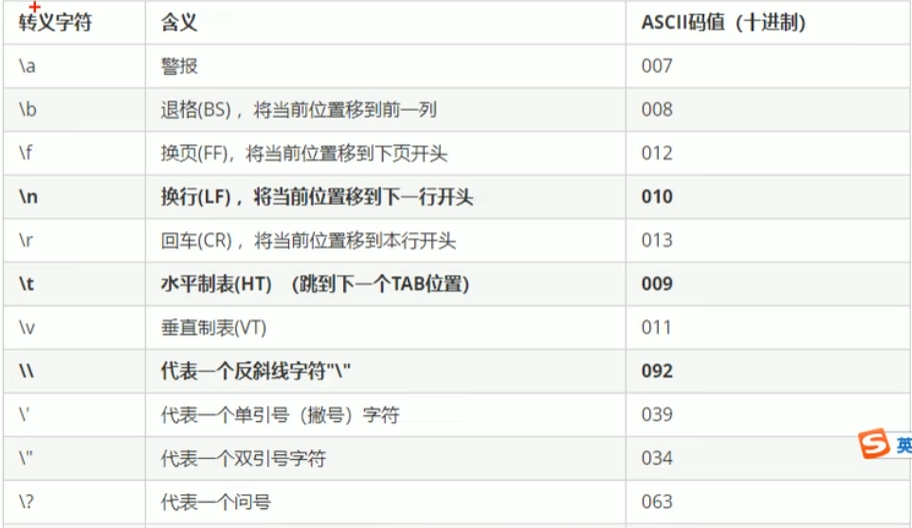 转义字符 含义 ASCII码值（十进制）
\a 警报 007
\b 退格(BS) ，将当前位置移到前一列 008
\f 换页(FF)，将当前位置移到下页开头 012
\n 换行(LF) ，将当前位置移到下一行开头 010
\r 回车(CR) ，将当前位置移到本行开头 013
\t 水平制表(HT) （跳到下一个TAB位置） 009
\v 垂直制表(VT) 011
\\ 代表一个反斜线字符"\" 092
\' 代表一个单引号（撇号）字符 039
\" 代表一个双引号字符 034
\? 代表一个问号 063
英